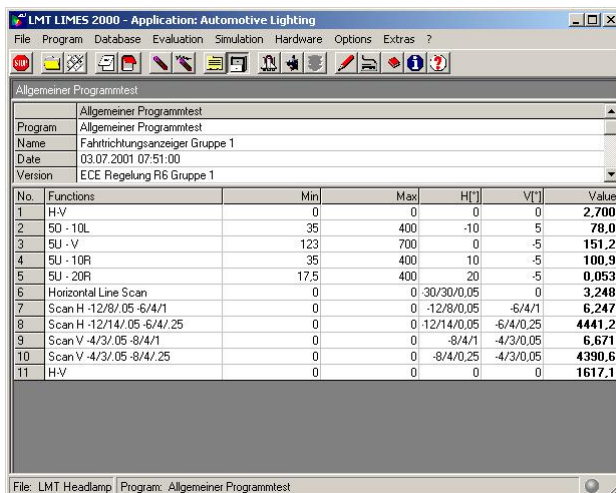 LMT LIMES 2000 - Application: Automotive Lighting
File Program Database Evaluation Simulation Hardware Options Extras ?
STOP
Allgemeiner Programmtest
Allgemeiner Programmtest
Program Allgemeiner Programmtest
Name Fahrtrichtungsanzeiger Gruppe 1
Date 03.07.2001 07:51:00
Version ECE Regelung R6 Gruppe 1
No. Functions Min Max H[°] V[°] Value
1 H-V 0 0 0 0 2,700
2 5O - 10L 35 400 -10 5 78,0
3 5U - V 123 700 0 -5 151,2
4 5U - 10R 35 400 10 -5 100,9
5 5U - 20R 17,5 400 20 -5 0,053
6 Horizontal Line Scan 0 0 -30/30/0,05 0 3,248
7 Scan H -12/8/.05 -6/4/1 0 0 -12/8/0,05 -6/4/1 6,247
8 Scan H -12/14/.05 -6/4/.25 0 0 -12/14/0,05 -6/4/0,25 4441,2
9 Scan V -4/3/.05 -8/4/1 0 0 -8/4/1 -4/3/0,05 6,671
10 Scan V -4/3/.05 -8/4/.25 0 0 -8/4/0,25 -4/3/0,05 4390,6
11 H-V 0 0 0 0 1617,1
File: LMT Headlamp Program: Allgemeiner Programmtest